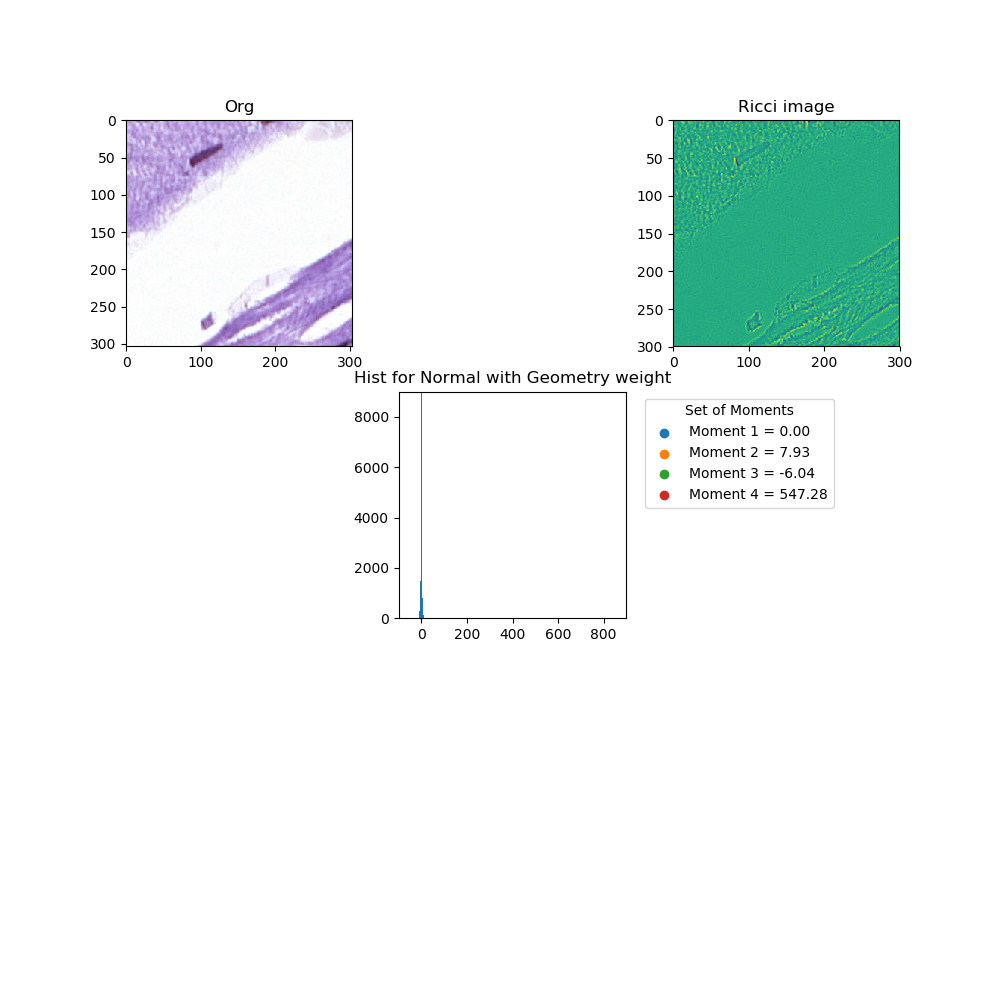 Org
Ricci image
0
50
100
150
200
250
300
0 100 200 300
0
50
100
150
200
250
300
0 100 200 300
Hist for Normal with Geometry weight
8000
6000
4000
2000
0
0 200 400 600 800
Set of Moments
Moment 1 = 0.00
Moment 2 = 7.93
Moment 3 = -6.04
Moment 4 = 547.28